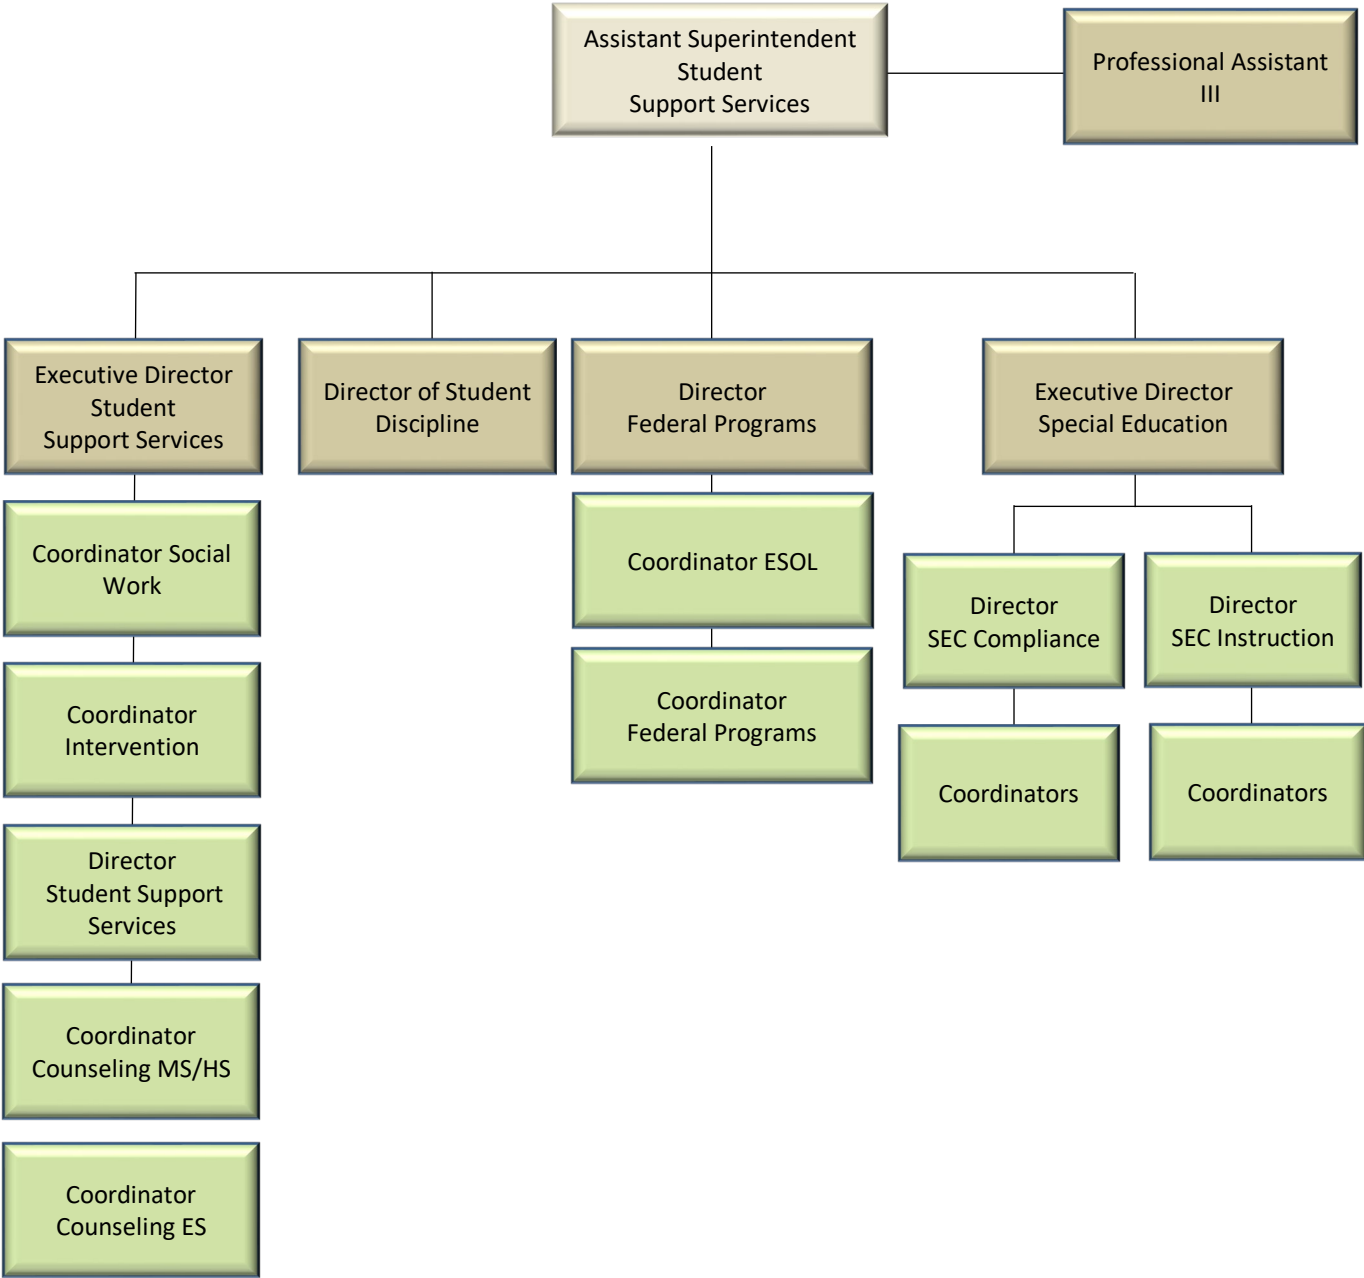 Assistant Superintendent
Student
Support Services
Professional Assistant
III
Executive Director
Student
Support Services
Director of Student
Discipline
Director
Federal Programs
Executive Director
Special Education
Coordinator Social
Work
Coordinator
Intervention
Director
Student Support
Services
Coordinator
Counseling MS/HS
Coordinator
Counseling ES
Coordinator ESOL
Coordinator
Federal Programs
Director
SEC Compliance
Coordinators
Director
SEC Instruction
Coordinators